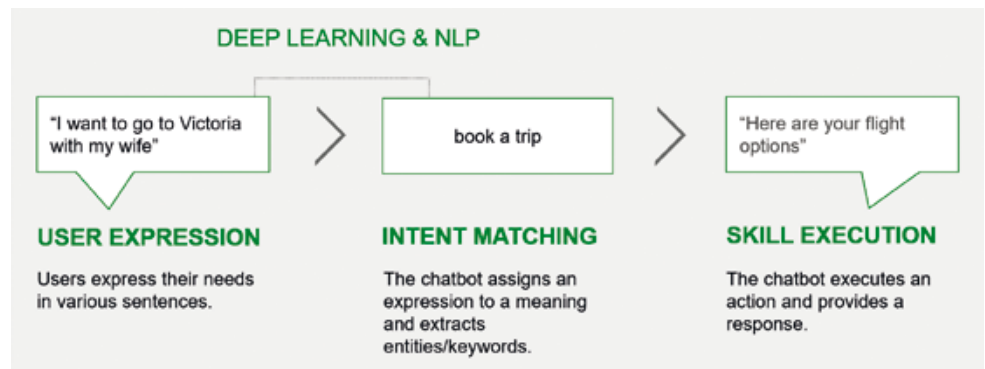 DEEP LEARNING & NLP
"I want to go to Victoria
with my wife"
book a trip
"Here are your flight
options"
USER EXPRESSION
Users express their needs
in various sentences.
INTENT MATCHING
The chatbot assigns an
expression to a meaning
and extracts
entities/keywords.
SKILL EXECUTION
The chatbot executes an
action and provides a
response.